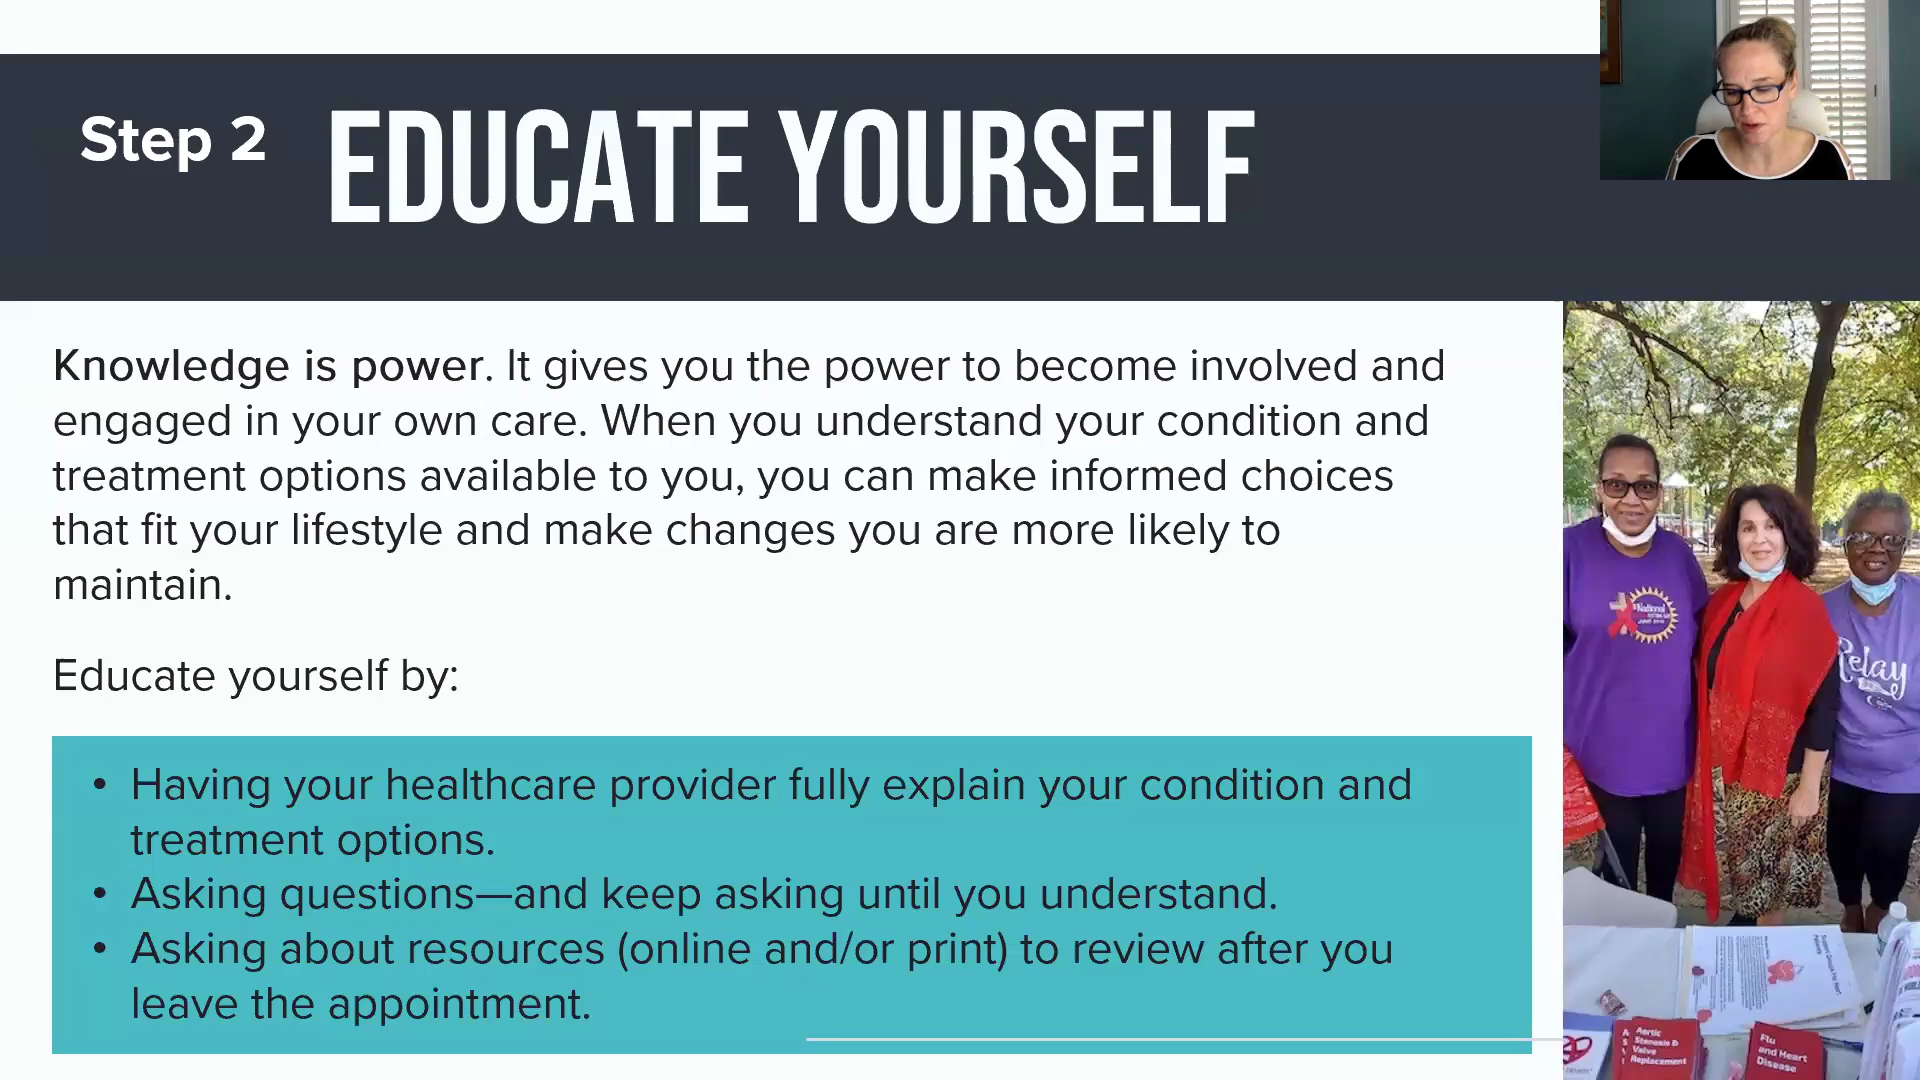 Step 2
EDUCATE YOURSELF
Knowledge is power. It gives you the power to become involved and
engaged in your own care. When you understand your condition and
treatment options available to you, you can make informed choices
that fit your lifestyle and make changes you are more likely to
maintain.
Educate yourself by:
• Having your healthcare provider fully explain your condition and
treatment options.
• Asking questions—and keep asking until you understand.
• Asking about resources (online and/or print) to review after you
leave the appointment.
National
Relay
Aortic
Stenosis &
Valve
Replacement
Flu
and Heart
Disease